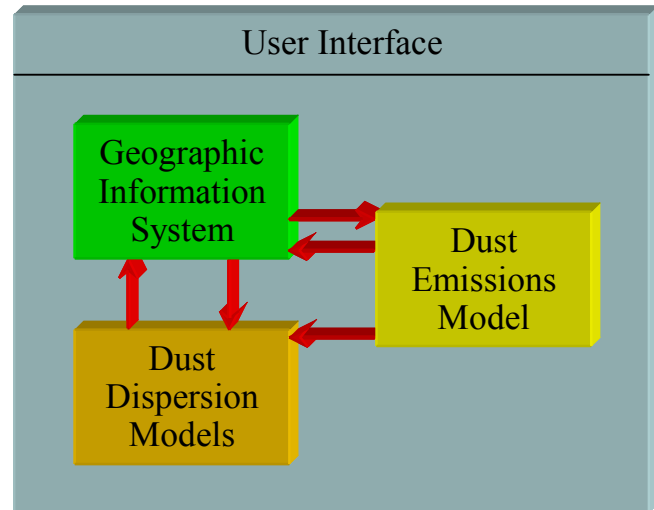 User Interface
Geographic
Information
System
Dust
Emissions
Model
Dust
Dispersion
Models